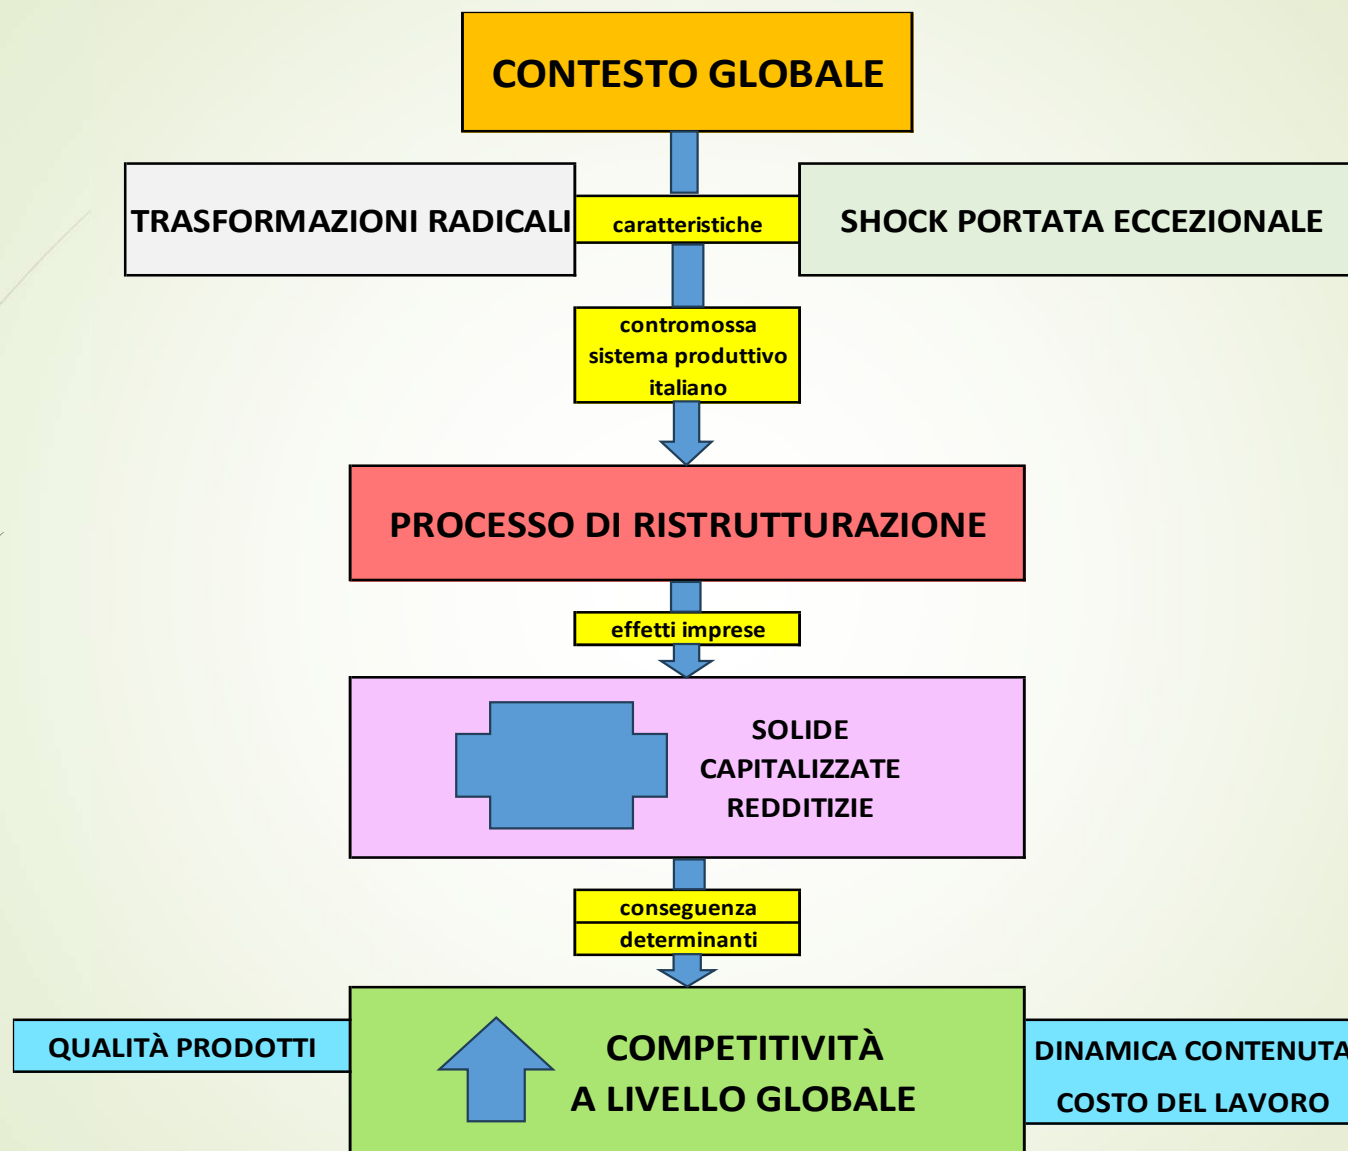 CONTESTO GLOBALE
TRASFORMAZIONI RADICALI
caratteristiche
SHOCK PORTATA ECCEZIONALE
contromossa
sistema produttivo
italiano
PROCESSO DI RISTRUTTURAZIONE
effetti imprese
SOLIDE
CAPITALIZZATE
REDDITIZIE
conseguenza
determinanti
QUALITÀ PRODOTTI
COMPETITIVITÀ
A LIVELLO GLOBALE
DINAMICA CONTENUTA
COSTO DEL LAVORO